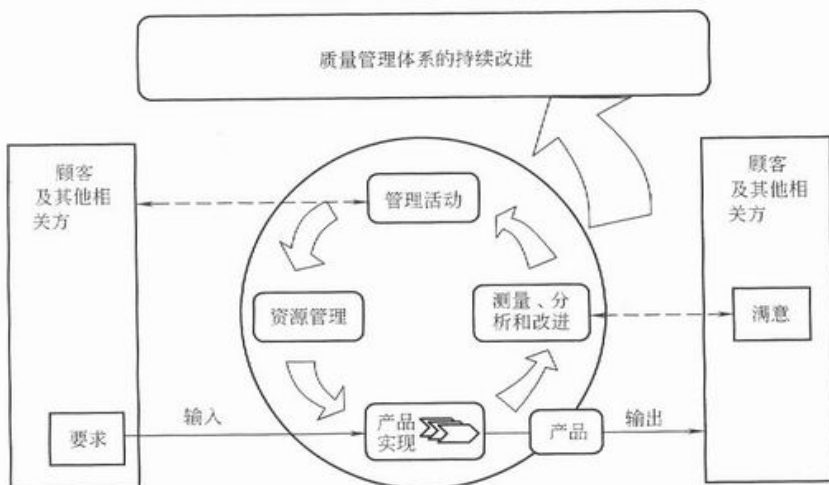 质量管理体系的持续改进
顾客
及其他相
关方
顾客
及其他相
关方
管理活动
资源管理
测量、分
析和改进
满意
要求
输入
产品
实现
产品
输出